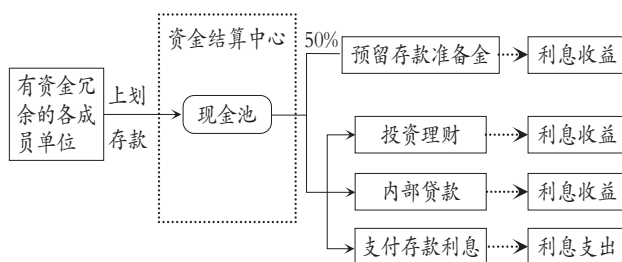 资金结算中心
50%
预留存款准备金
利息收益
有资金冗
余的各成
员单位
上划
存款
现金池
投资理财
利息收益
内部贷款
利息收益
支付存款利息
利息支出